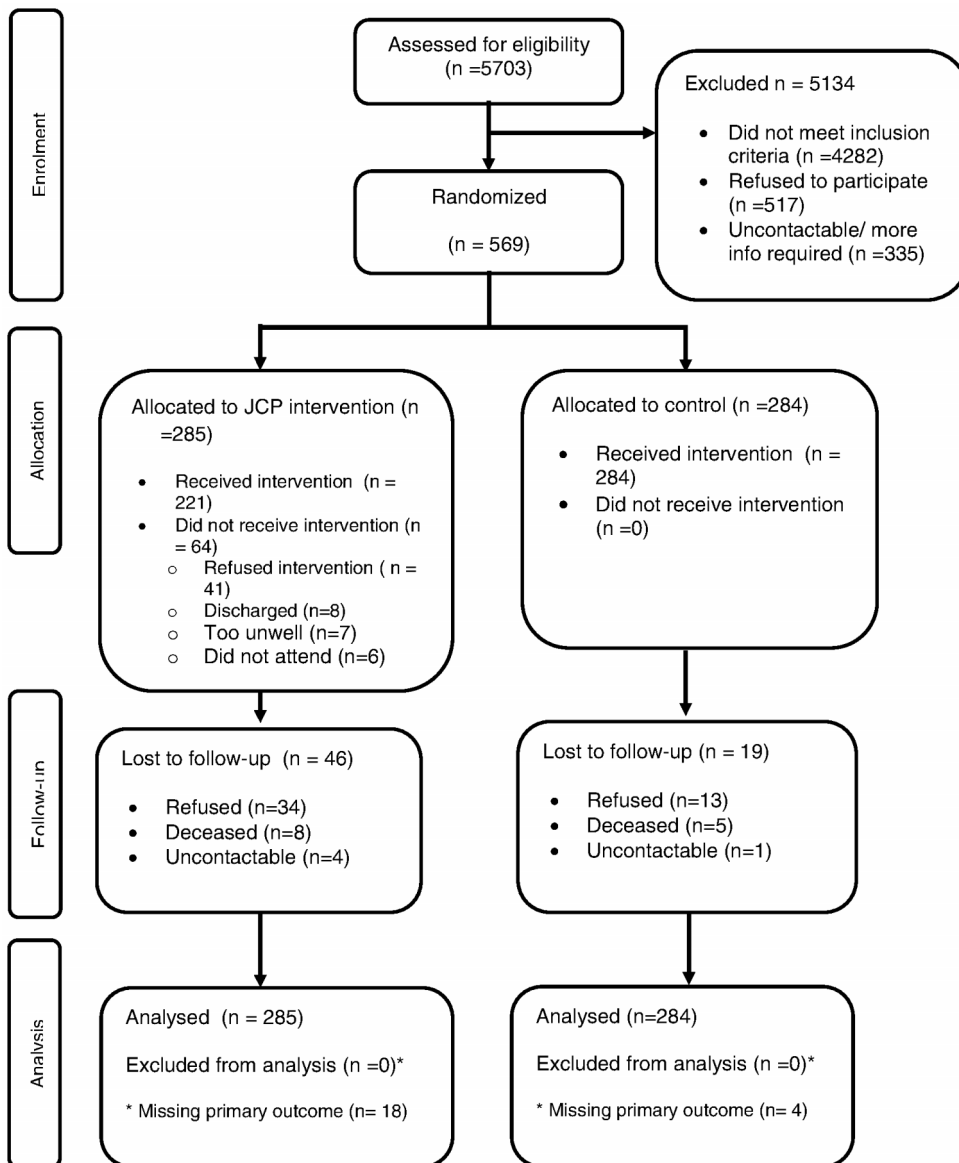 Enrolment
Assessed for eligibility
(n =5703)
Excluded n = 5134
• Did not meet inclusion
criteria (n =4282)
• Refused to participate
(n =517)
• Uncontactable/ more
info required (n =335)
Randomized
(n = 569)
Allocation
Allocated to JCP intervention (n
=285)
• Received intervention (n =
221)
• Did not receive intervention (n
= 64)
o Refused intervention ( n =
41)
o Discharged (n=8)
o Too unwell (n=7)
o Did not attend (n=6)
Allocated to control (n =284)
• Received intervention (n =
284)
• Did not receive intervention
(n =0)
Follow-up
Lost to follow-up (n = 46)
• Refused (n=34)
• Deceased (n=8)
• Uncontactable (n=4)
Lost to follow-up (n = 19)
• Refused (n=13)
• Deceased (n=5)
• Uncontactable (n=1)
Analysis
Analysed (n = 285)
Excluded from analysis (n =0)*
* Missing primary outcome (n= 18)
Analysed (n=284)
Excluded from analysis (n =0)*
* Missing primary outcome (n= 4)